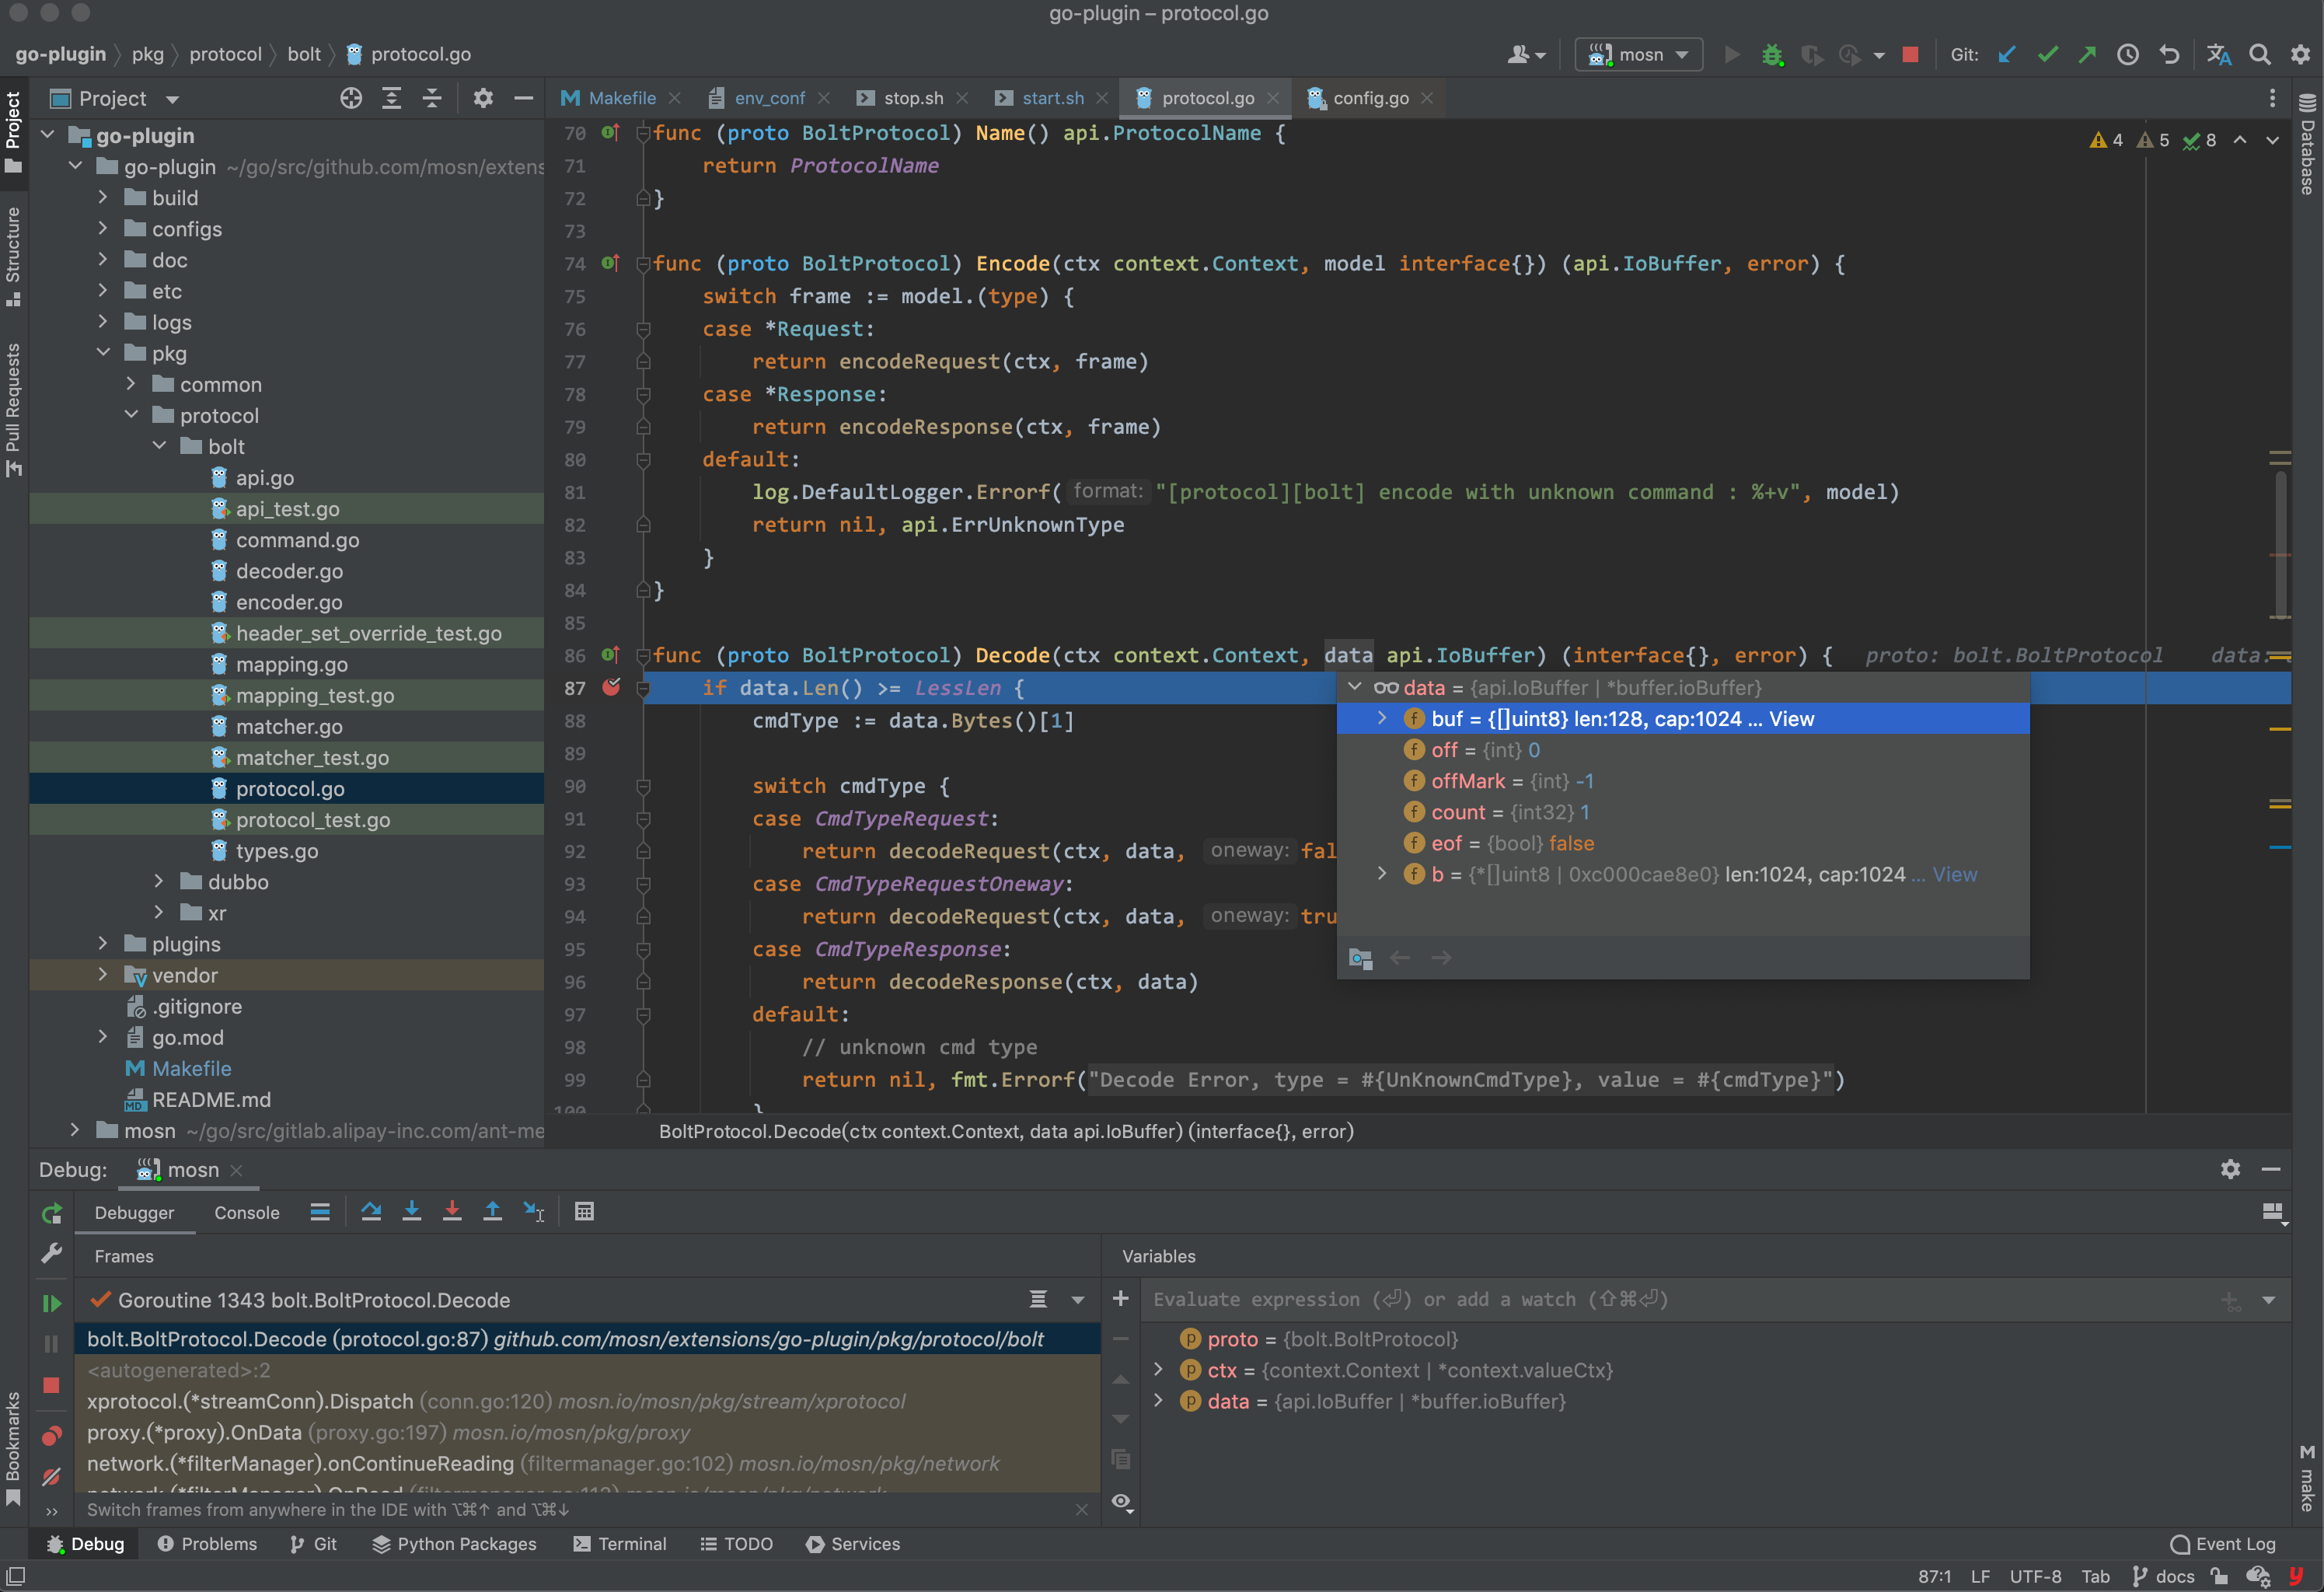 go-plugin – protocol.go
go-plugin pkg protocol bolt protocol.go
mosn
Git:
Project
Structure
Pull Requests
Bookmarks
Database
make
Project
go-plugin
go-plugin ~/go/src/github.com/mosn/extens
build
configs
doc
etc
logs
pkg
common
protocol
bolt
api.go
api_test.go
command.go
decoder.go
encoder.go
header_set_override_test.go
mapping.go
mapping_test.go
matcher.go
matcher_test.go
protocol.go
protocol_test.go
types.go
dubbo
xr
plugins
vendor
.gitignore
go.mod
Makefile
README.md
mosn ~/go/src/gitlab.alipay-inc.com/ant-me
Makefile env_conf stop.sh start.sh protocol.go config.go
4 5 8
70 func (proto BoltProtocol) Name() api.ProtocolName {
71 return ProtocolName
72 }
73
74 func (proto BoltProtocol) Encode(ctx context.Context, model interface{}) (api.IoBuffer, error) {
75 switch frame := model.(type) {
76 case *Request:
77 return encodeRequest(ctx, frame)
78 case *Response:
79 return encodeResponse(ctx, frame)
80 default:
81 log.DefaultLogger.Errorf( format: "[protocol][bolt] encode with unknown command : %+v", model)
82 return nil, api.ErrUnknownType
83 }
84 }
85
86 func (proto BoltProtocol) Decode(ctx context.Context, data api.IoBuffer) (interface{}, error) { proto: bolt.BoltProtocol data:
87 if data.Len() >= LessLen {
88 cmdType := data.Bytes()[1]
89
90 switch cmdType {
91 case CmdTypeRequest:
92 return decodeRequest(ctx, data, oneway: fal
93 case CmdTypeRequestOneway:
94 return decodeRequest(ctx, data, oneway: tru
95 case CmdTypeResponse:
96 return decodeResponse(ctx, data)
97 default:
98 // unknown cmd type
99 return nil, fmt.Errorf("Decode Error, type = #{UnKnownCmdType}, value = #{cmdType}")
100 }
data = {api.IoBuffer | *buffer.ioBuffer}
buf = {[]uint8} len:128, cap:1024 ... View
off = {int} 0
offMark = {int} -1
count = {int32} 1
eof = {bool} false
b = {*[]uint8 | 0xc000cae8e0} len:1024, cap:1024 ... View
BoltProtocol.Decode(ctx context.Context, data api.IoBuffer) (interface{}, error)
Debug: mosn
Debugger Console
Frames
Goroutine 1343 bolt.BoltProtocol.Decode
bolt.BoltProtocol.Decode (protocol.go:87) github.com/mosn/extensions/go-plugin/pkg/protocol/bolt
<autogenerated>:2
xprotocol.(*streamConn).Dispatch (conn.go:120) mosn.io/mosn/pkg/stream/xprotocol
proxy.(*proxy).OnData (proxy.go:197) mosn.io/mosn/pkg/proxy
network.(*filterManager).onContinueReading (filtermanager.go:102) mosn.io/mosn/pkg/network
network.(*filterManager).OnRead (filtermanager.go:113) mosn.io/mosn/pkg/network
Switch frames from anywhere in the IDE with ⌥⌘↑ and ⌥⌘↓
Variables
Evaluate expression (⏎) or add a watch (⇧⌘⏎)
proto = {bolt.BoltProtocol}
ctx = {context.Context | *context.valueCtx}
data = {api.IoBuffer | *buffer.ioBuffer}
Debug Problems Git Python Packages Terminal TODO Services Event Log
87:1 LF UTF-8 Tab docs